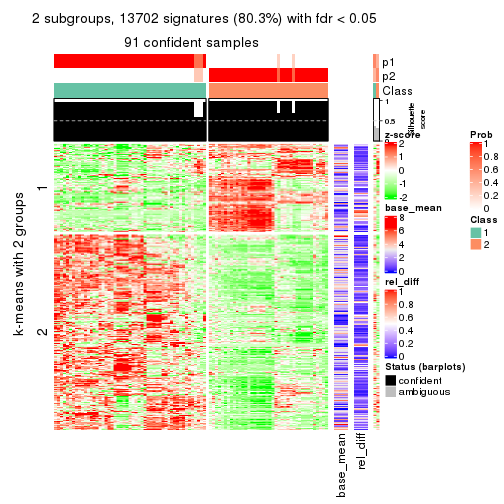 2 subgroups, 13702 signatures (80.3%) with fdr < 0.05
91 confident samples
p1
p2
Class
1
0.5
0
Silhouette
score
k-means with 2 groups
1
2
base_mean
rel_diff
z-score
2
1
0
-1
-2
base_mean
8
6
4
2
0
rel_diff
1
0.8
0.6
0.4
0.2
0
Status (barplots)
confident
ambiguous
Prob
1
0.8
0.6
0.4
0.2
0
Class
1
2